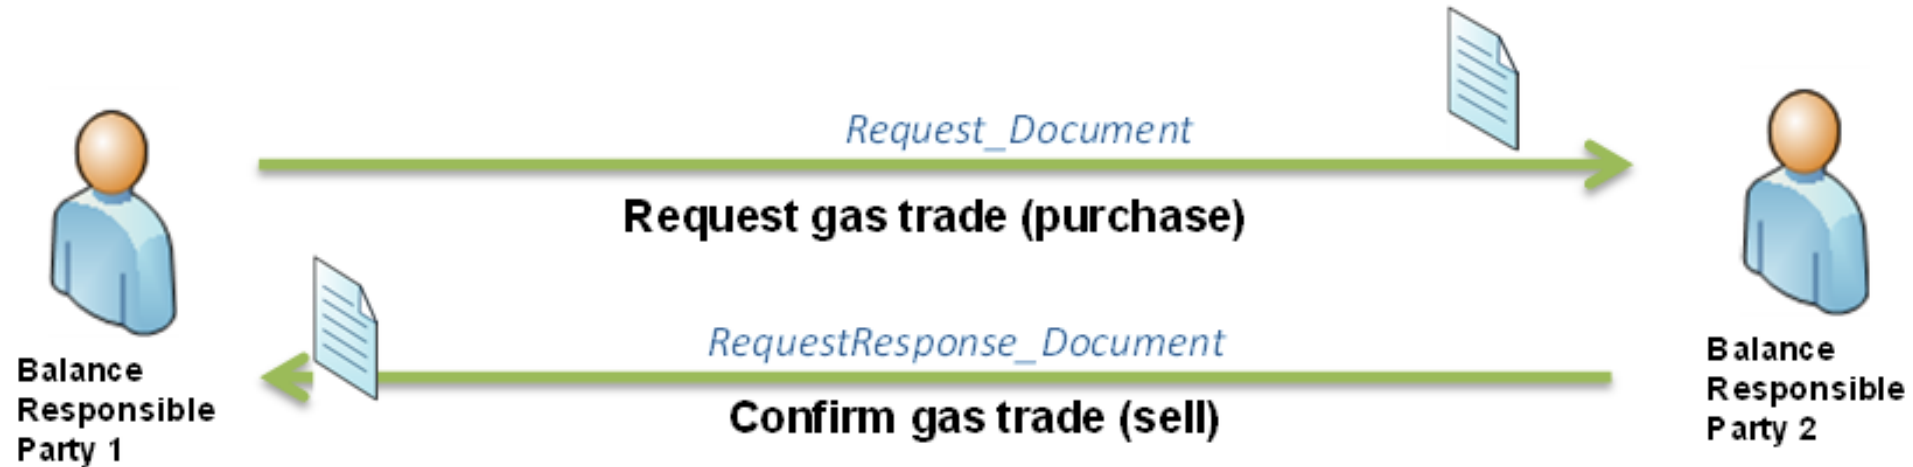 Request_Document
Request gas trade (purchase)
RequestResponse_Document
Confirm gas trade (sell)
Balance
Responsible
Party 1
Balance
Responsible
Party 2